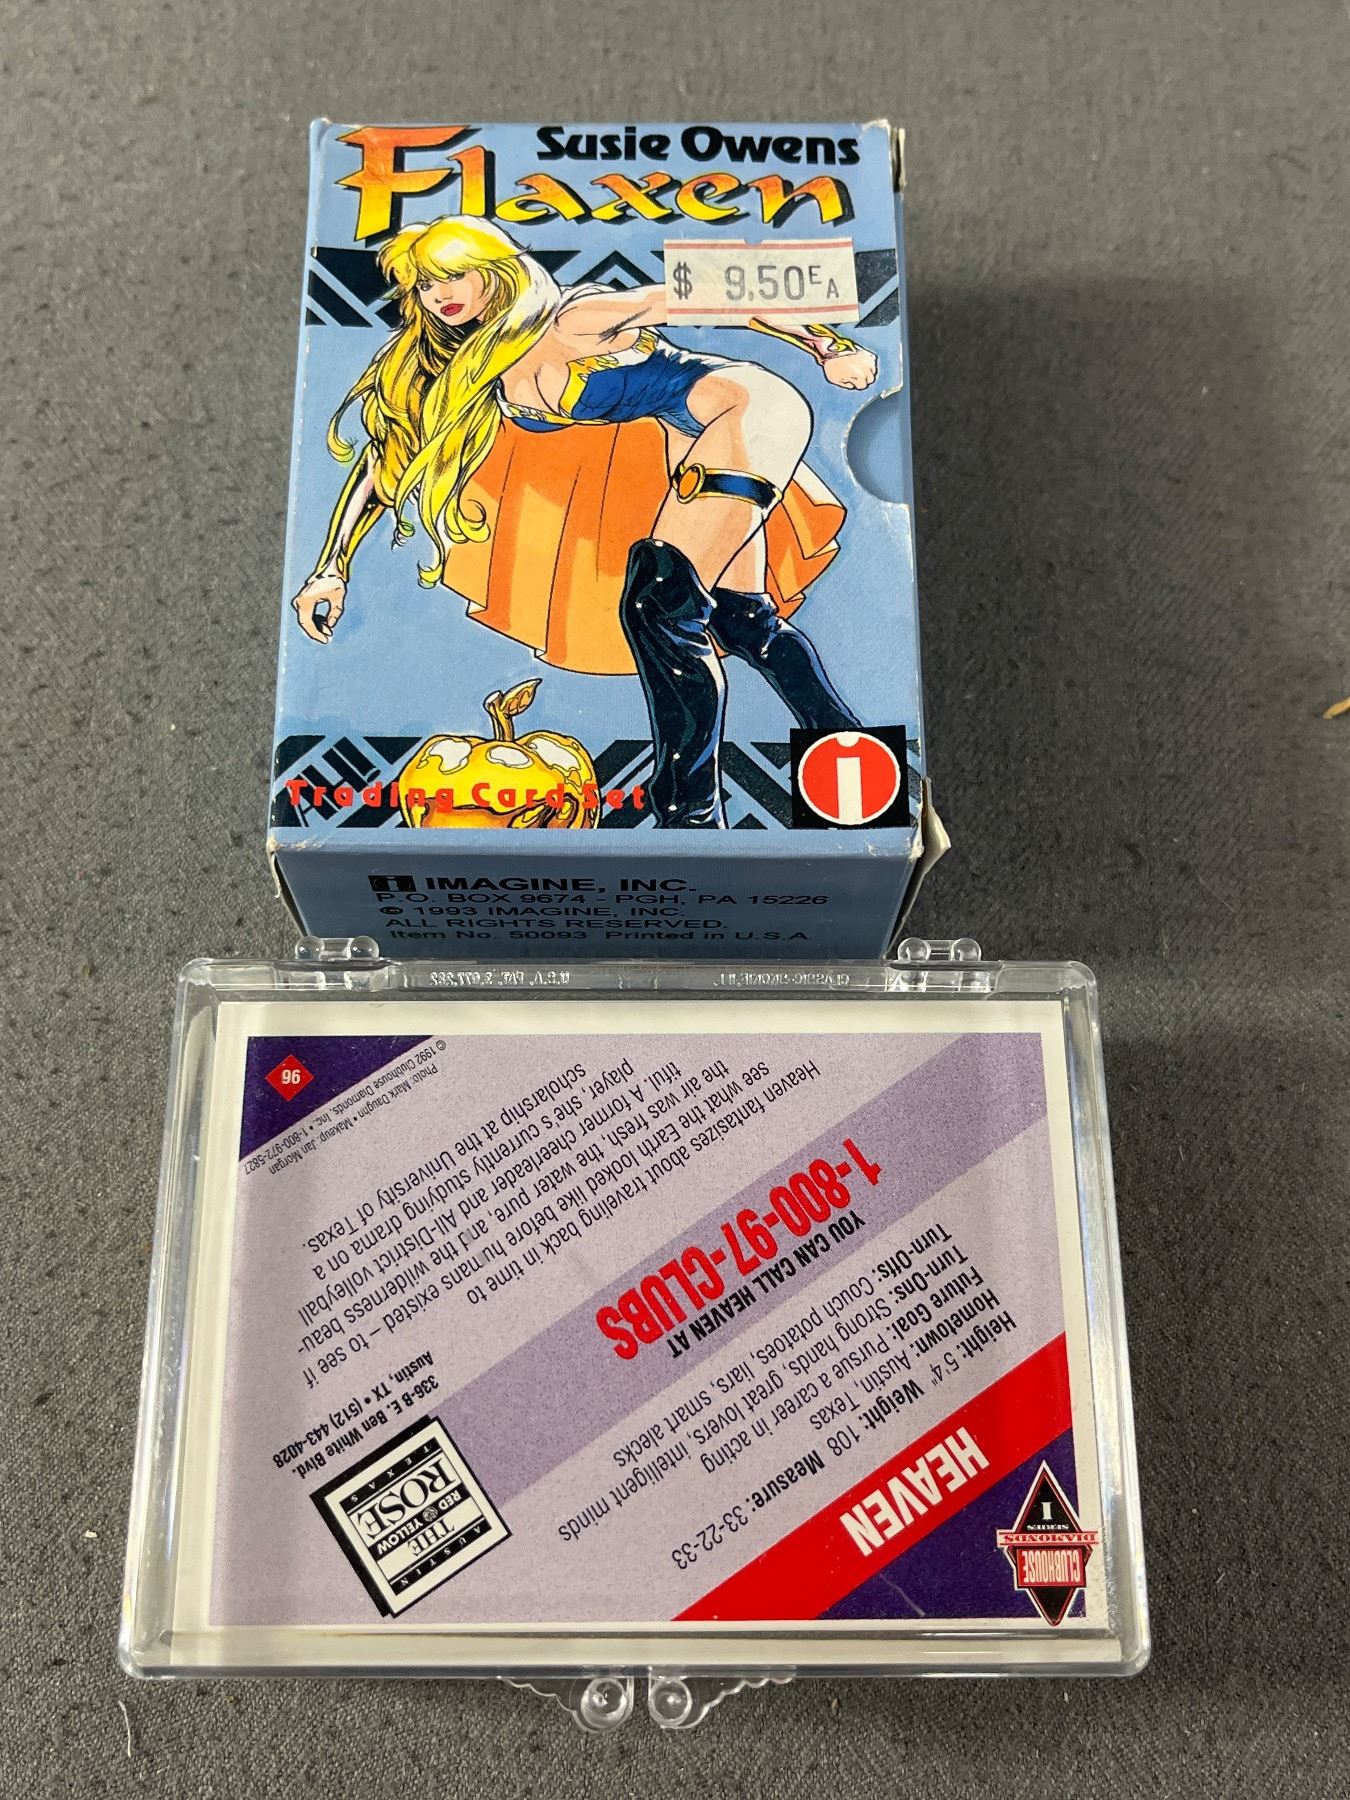 Susie Owens
Flaxen
$ 9.50 EA
Trading Card Set
i
i IMAGINE, INC.
P.O. BOX 9674 - PGH, PA 15226
© 1993 IMAGINE, INC.
ALL RIGHTS RESERVED.
Item No. 50093 Printed in U.S.A.
CLUBHOUSE
DIAMONDS
SERIES
I
HEAVEN
Height: 5'4" Weight: 108 Measure: 33-22-33
Hometown: Austin, Texas
Future Goal: Pursue a career in acting
Turn-Ons: Strong hands, great lovers, intelligent minds
Turn-Offs: Couch potatoes, liars, smart alecks
YOU CAN CALL HEAVEN AT
1-800-97-CLUBS
Heaven fantasizes about traveling back in time to
see what the Earth looked like before humans existed – to see if
the air was fresh, the water pure, and the wilderness beau-
tiful. A former cheerleader and All-District volleyball
player, she's currently studying drama on a
scholarship at the University of Texas.
AUSTIN
THE
RED YELLOW
ROSE
TEXAS
336-B E. Ben White Blvd.
Austin, TX • (512) 443-4028
Photo: Mark Daughn • Makeup: Jan Morgan
© 1992 Clubhouse Diamonds, Inc. • 1-800-972-5827
96